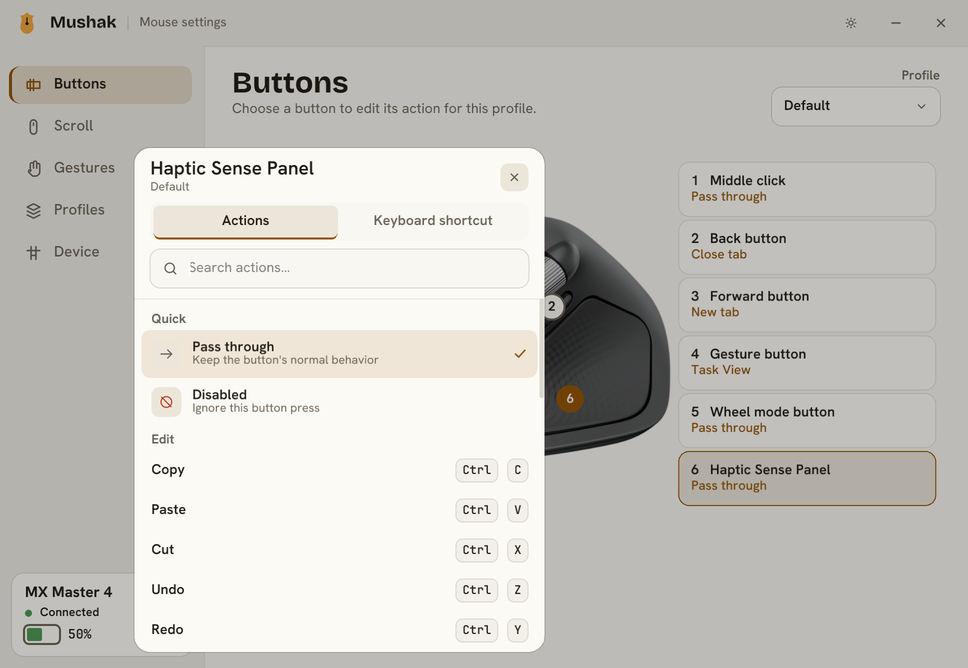 Mushak
Mouse settings
Buttons
Scroll
Gestures
Profiles
Device
Buttons
Choose a button to edit its action for this profile.
Profile
Default
Haptic Sense Panel
Default
Actions
Keyboard shortcut
Search actions...
Quick
Pass through
Keep the button's normal behavior
Disabled
Ignore this button press
Edit
Copy Ctrl C
Paste Ctrl V
Cut Ctrl X
Undo Ctrl Z
Redo Ctrl Y
2
6
1 Middle click
Pass through
2 Back button
Close tab
3 Forward button
New tab
4 Gesture button
Task View
5 Wheel mode button
Pass through
6 Haptic Sense Panel
Pass through
MX Master 4
Connected
50%